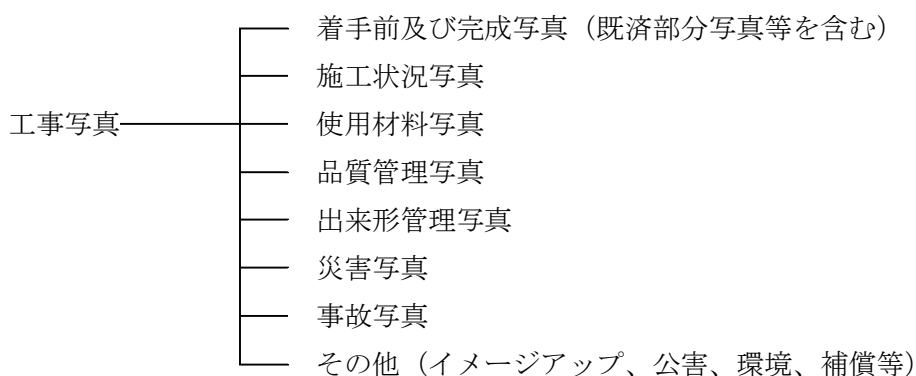 着手前及び完成写真（既済部分写真等を含む）
施工状況写真
工事写真
使用材料写真
品質管理写真
出来形管理写真
災害写真
事故写真
その他（イメージアップ、公害、環境、補償等）